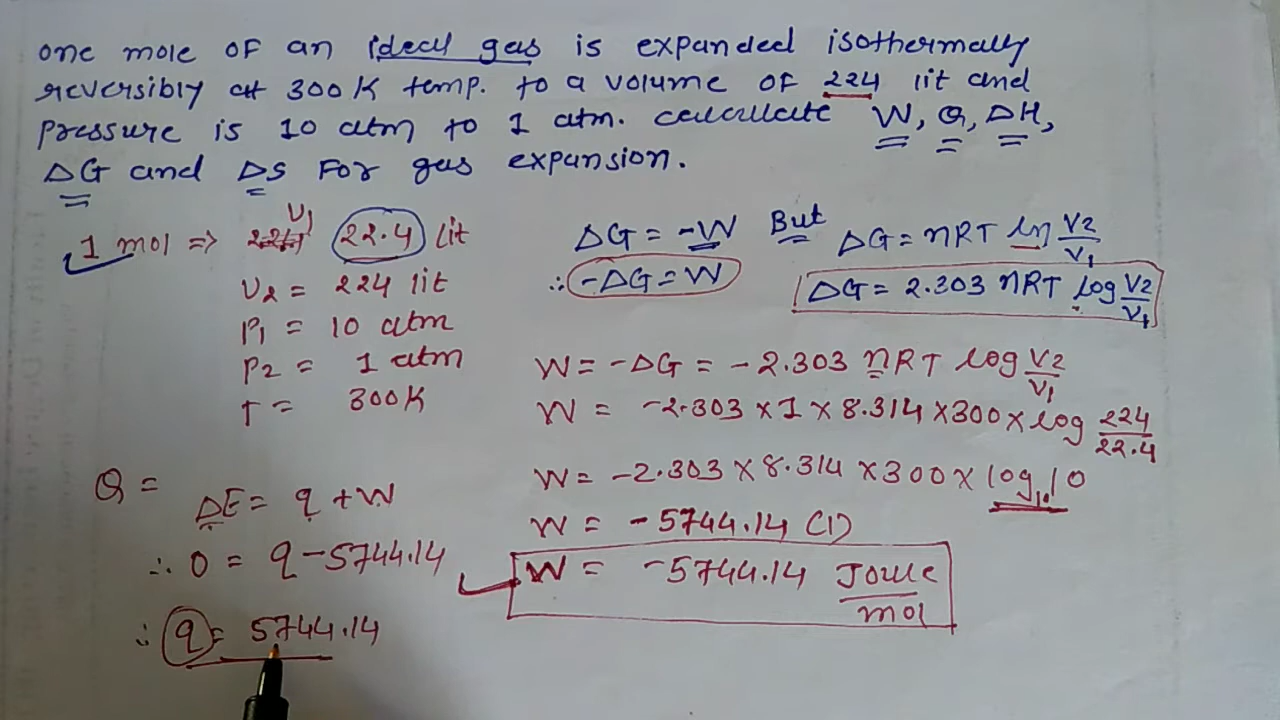 one mole of an ideal gas is expanded isothermally
reversibly at 300K temp. to a volume of 224 lit and
pressure is 10 atm to 1 atm. calculate W, Q, ΔH,
ΔG and ΔS for gas expansion.
1 mol => V1 22.4 lit
V2 = 224 lit
P1 = 10 atm
P2 = 1 atm
T = 300K
ΔG = -W But ΔG = nRT ln V2/V1
∴ -ΔG = W ΔG = 2.303 nRT log V2/V1
W = -ΔG = -2.303 nRT log V2/V1
W = -2.303 × 1 × 8.314 × 300 × log 224/22.4
W = -2.303 × 8.314 × 300 × log10 10
W = -5744.14 (1)
W = -5744.14 Joule/mol
Q =
ΔE = q + W
∴ 0 = q - 5744.14
∴ q = 5744.14